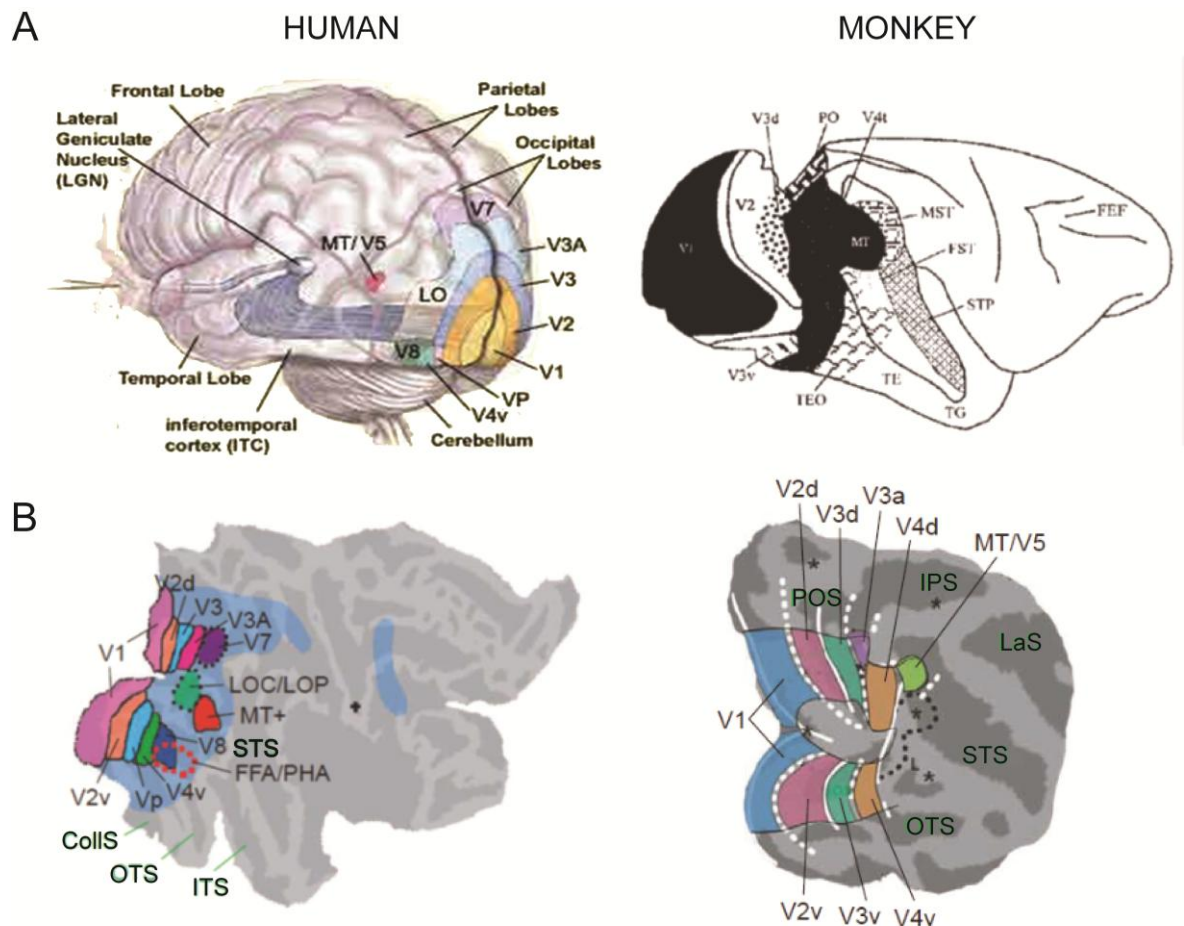 A
HUMAN
MONKEY
Frontal Lobe
Lateral
Geniculate
Nucleus
(LGN)
Parietal
Lobes
Occipital
Lobes
V7
MT/ V5
V3A
LO
V3
V2
V8
V1
VP
V4v
Temporal Lobe
inferotemporal
cortex (ITC)
Cerebellum
V3d
PO
V4t
V2
MST
FEF
V1
MT
FST
STP
V3v
TE
TEO
TG
B
V2d
V3
V3A
V7
V1
LOC/LOP
MT+
V8
STS
FFA/PHA
V2v
Vp
V4v
CollS
OTS
ITS
V2d
V3a
V3d
V4d
MT/V5
IPS
POS
LaS
V1
STS
L
OTS
V2v
V3v
V4v